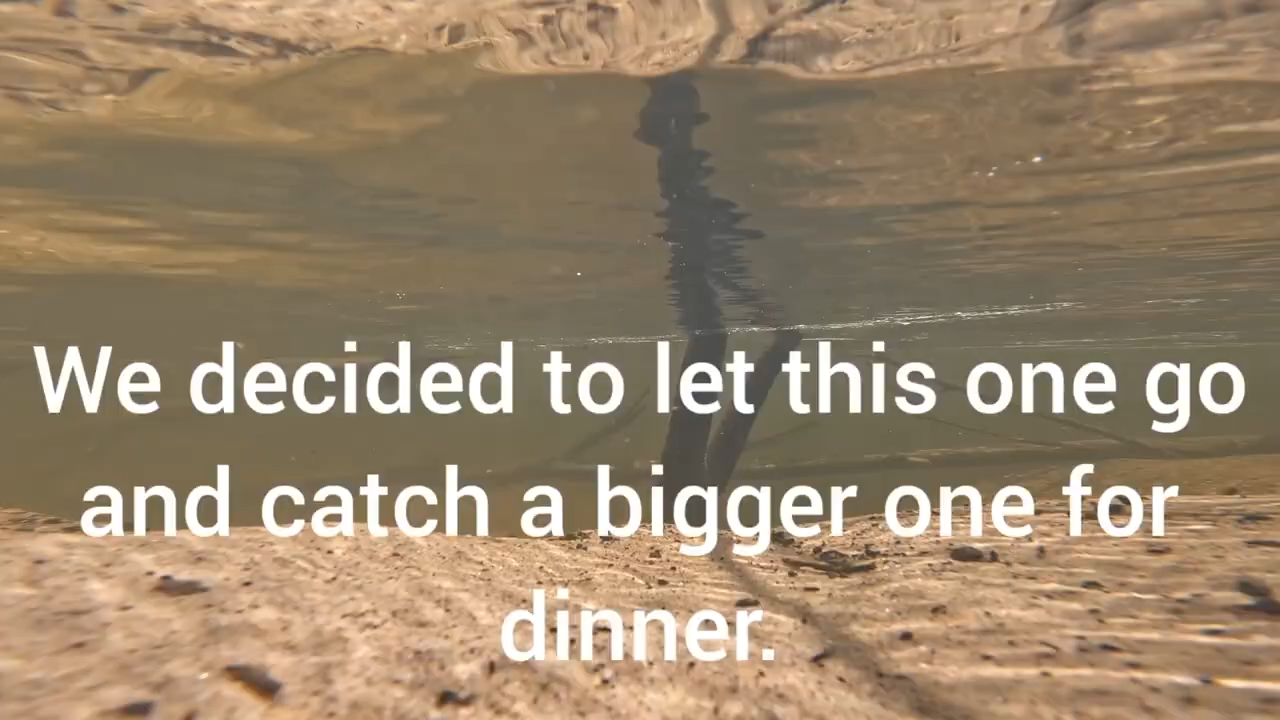 We decided to let this one go
and catch a bigger one for
dinner.